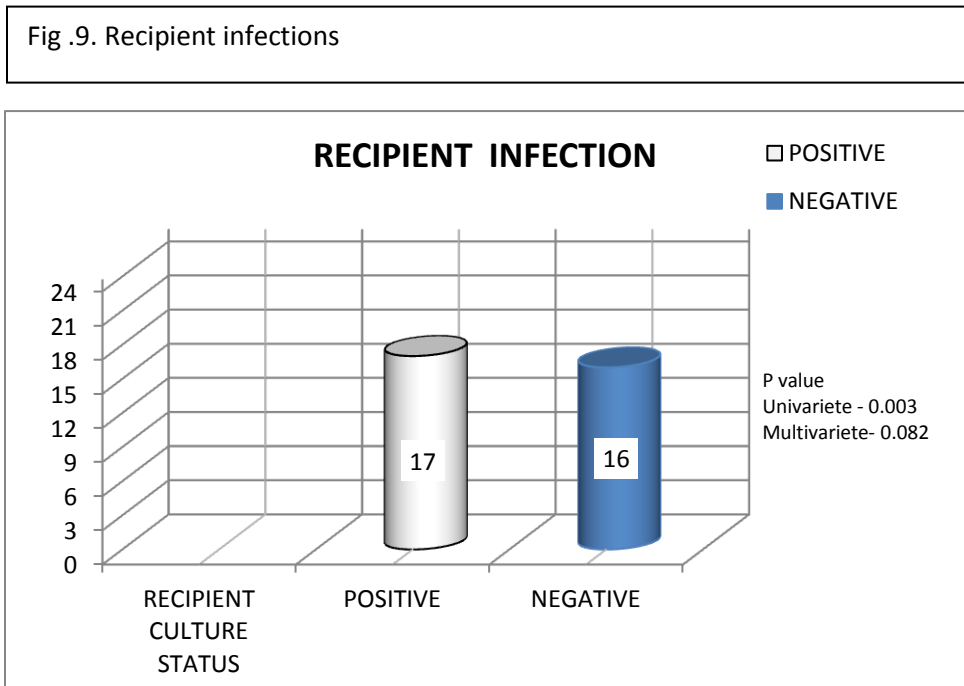 Fig .9. Recipient infections
RECIPIENT INFECTION
POSITIVE
NEGATIVE
24
21
18
15
12
9
6
3
0
17
16
P value
Univariete - 0.003
Multivariete- 0.082
RECIPIENT
CULTURE
STATUS
POSITIVE
NEGATIVE